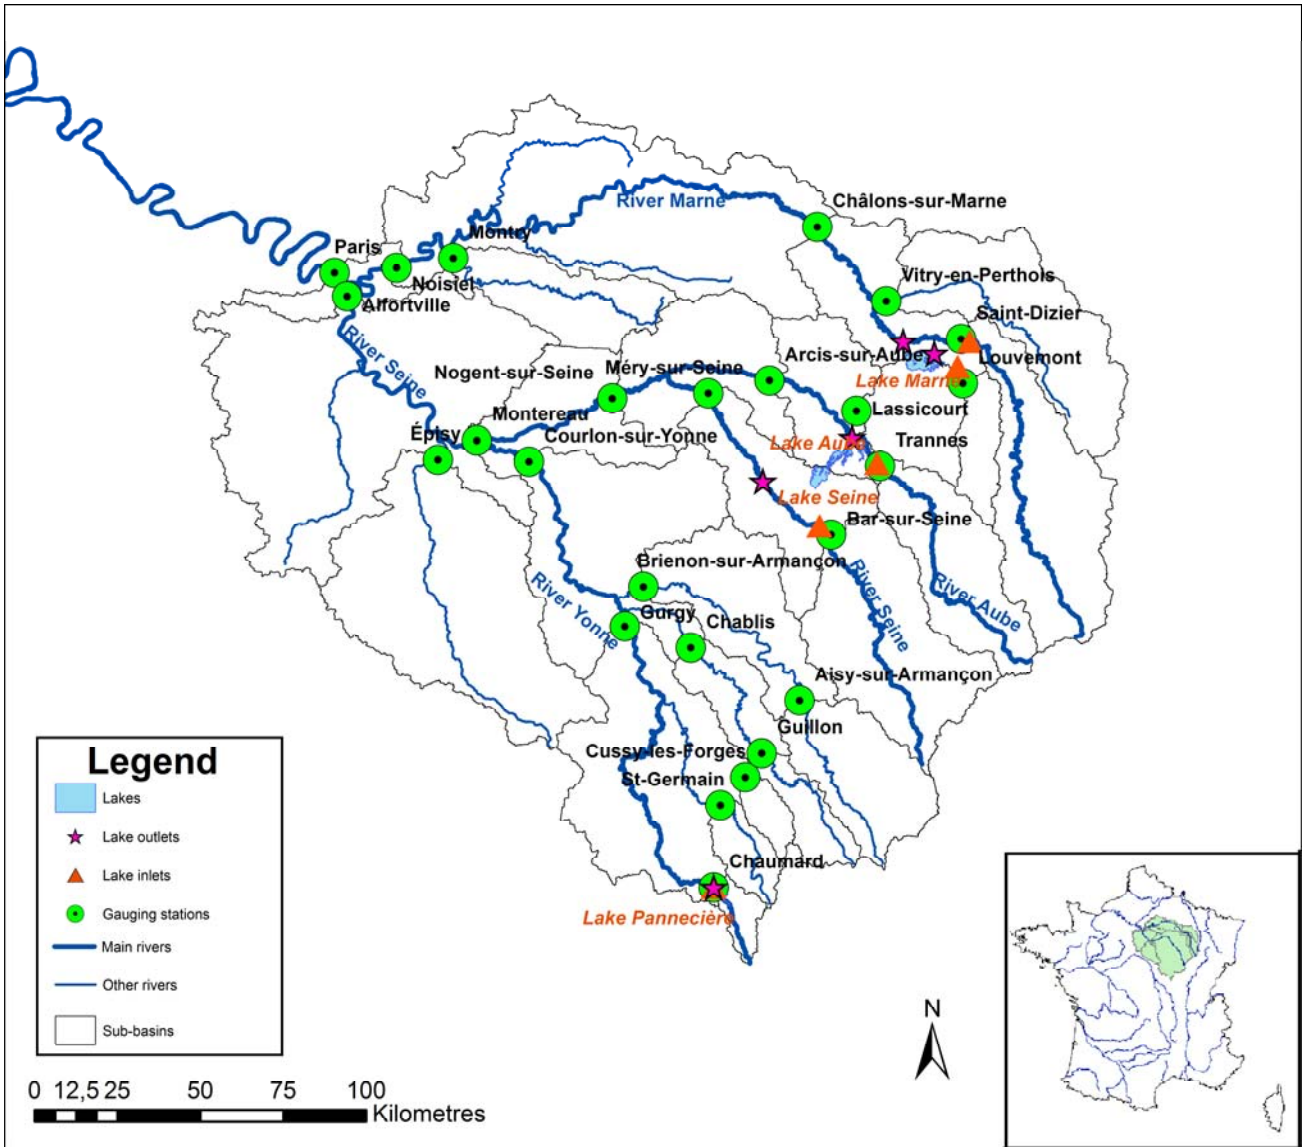 River Marne
Châlons-sur-Marne
Montry
Paris
Vitry-en-Perthois
Noisiel
Alfortville
Saint-Dizier
River Seine
Arcis-sur-Aube
Louvemont
Nogent-sur-Seine
Méry-sur-Seine
Lake Marne
Montereau
Lassicourt
Épisy
Courlon-sur-Yonne
Lake Aube
Trannes
Lake Seine
Bar-sur-Seine
Brienon-sur-Armançon
River Yonne
River Seine
River Aube
Gurgy
Chablis
Aisy-sur-Armançon
Guillon
Cussy-les-Forges
St-Germain
Chaumard
Lake Pannecière
Legend
Lakes
Lake outlets
Lake inlets
Gauging stations
Main rivers
Other rivers
Sub-basins
N
0 12,5 25 50 75 100
Kilometres